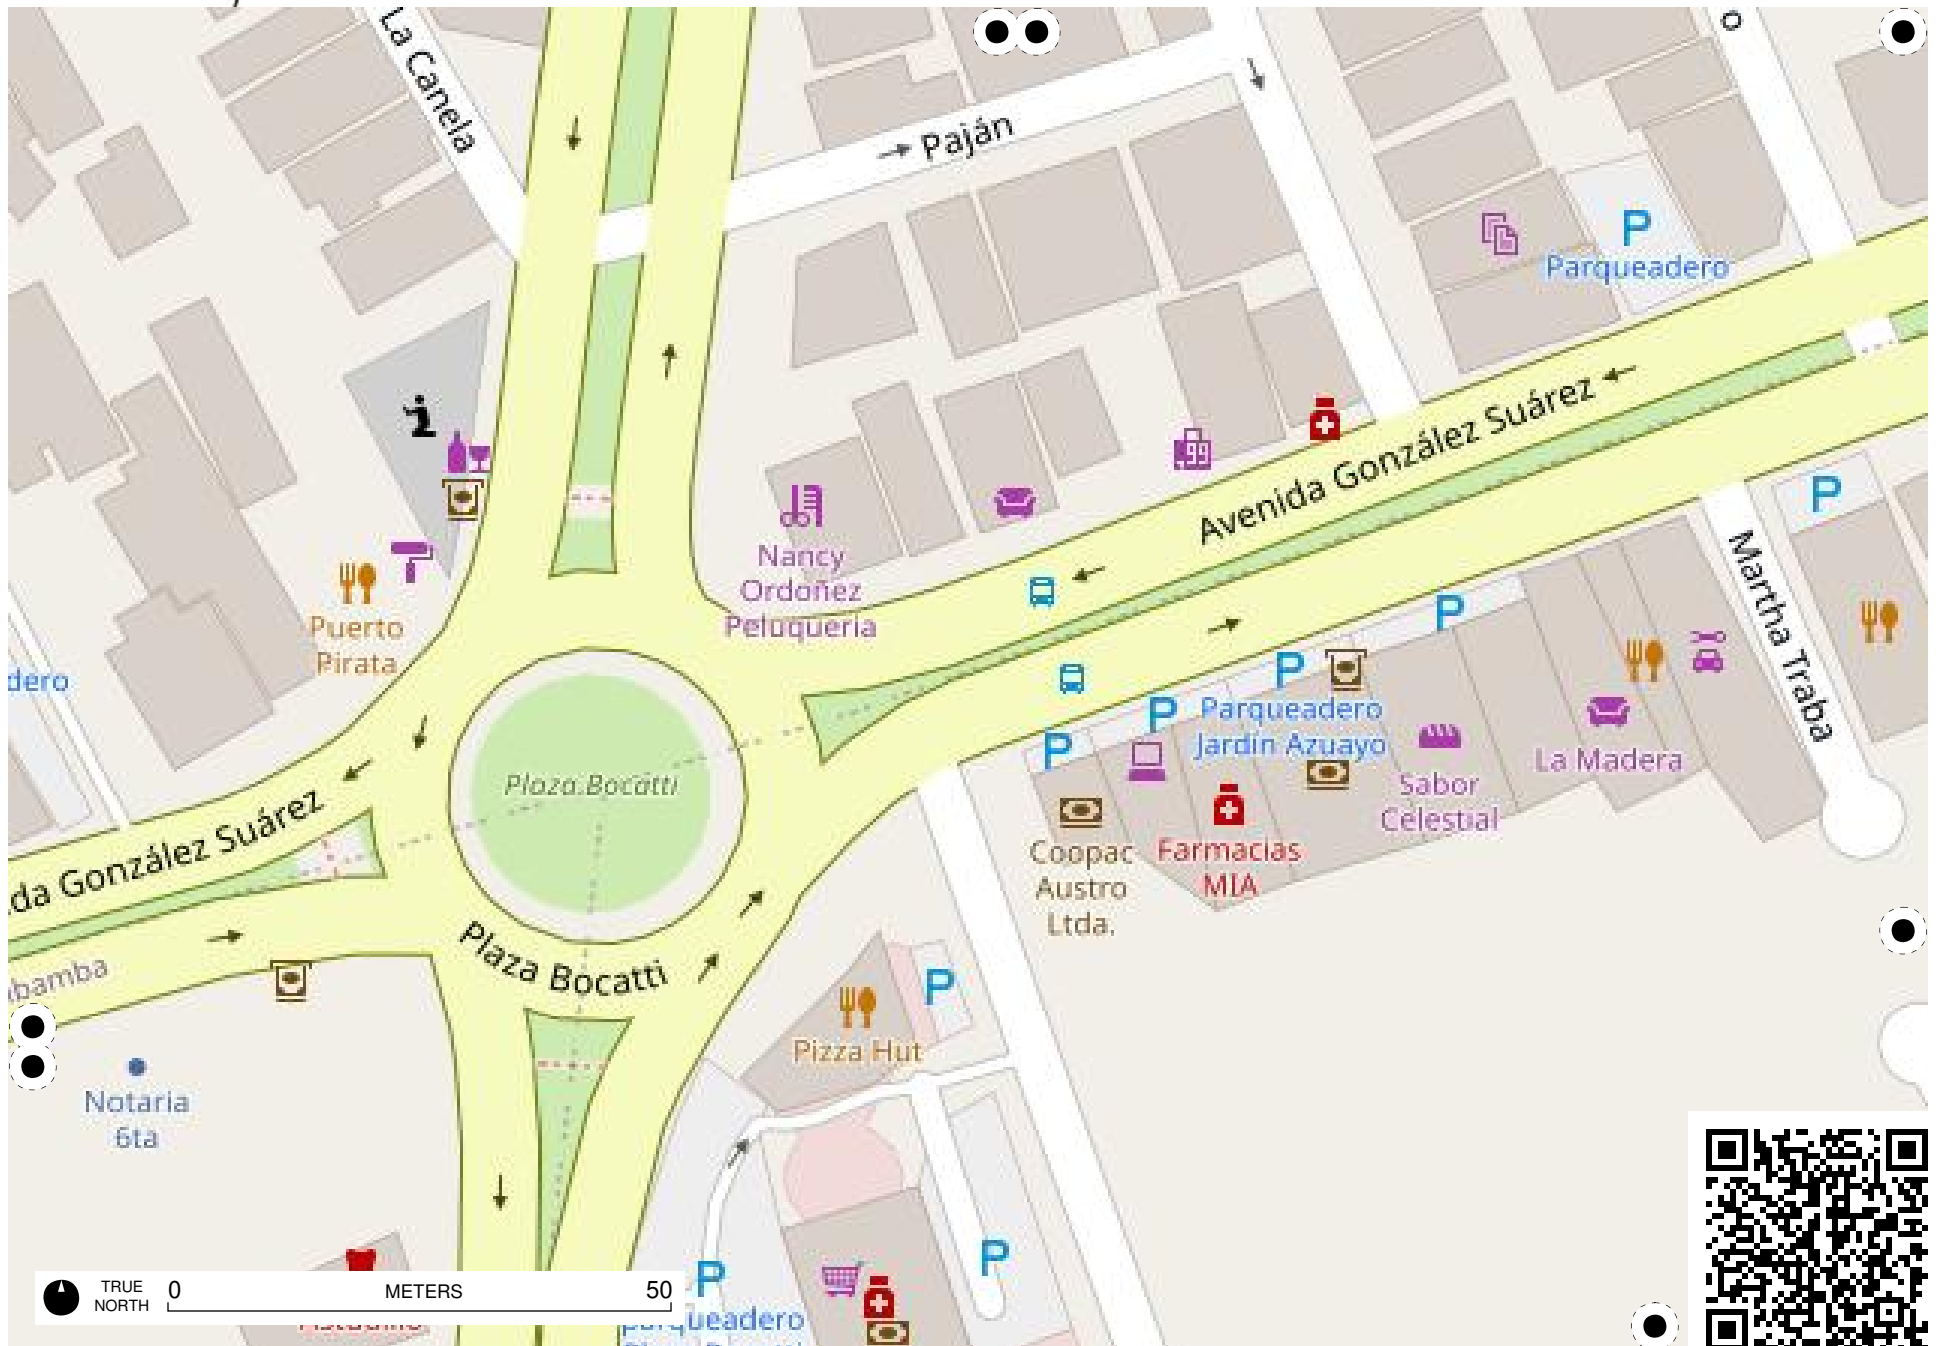 La Canela
o
Paján
Parqueadero
Avenida González Suárez
Nancy
Ordoñez
Peluqueria
Puerto
Pirata
dero
Martha Traba
Parqueadero
Jardín Azuayo
La Madera
Sabor
Celestial
Plaza Bocatti
da González Suárez
Coopac
Austro
Ltda.
Farmacias
MIA
Plaza Bocatti
bamba
Pizza Hut
Notaria
6ta
TRUE
NORTH
0
METERS
50
queadero